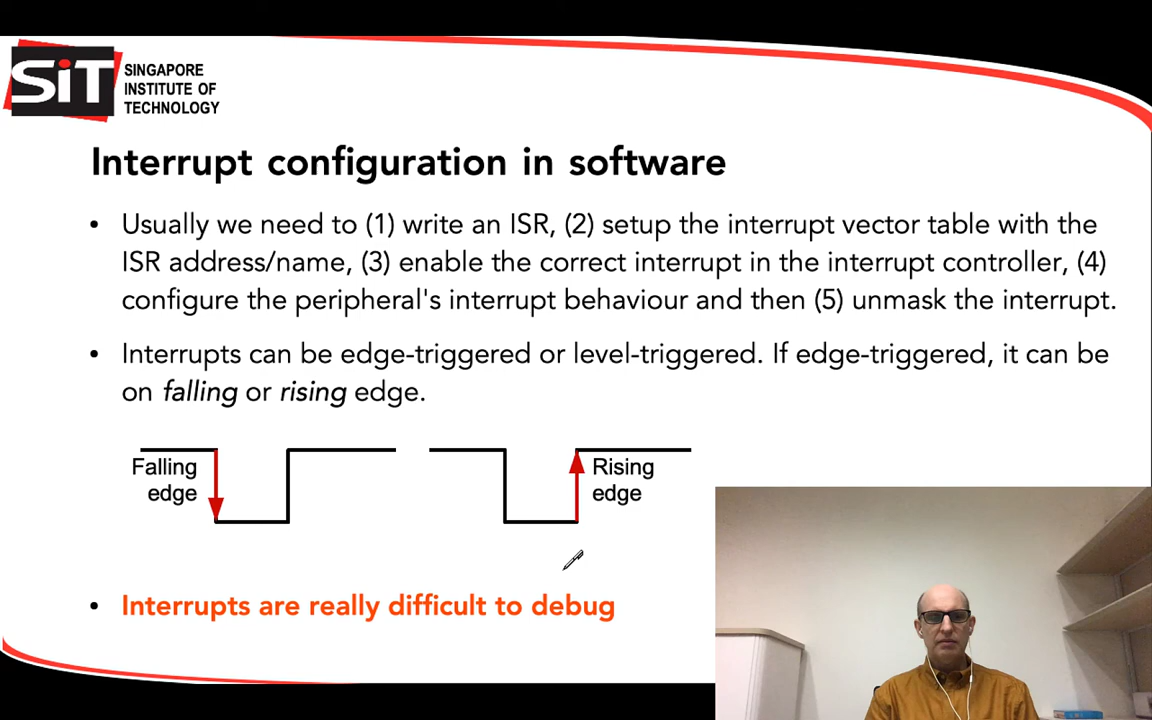 SiT
SINGAPORE
INSTITUTE OF
TECHNOLOGY
Interrupt configuration in software
• Usually we need to (1) write an ISR, (2) setup the interrupt vector table with the
ISR address/name, (3) enable the correct interrupt in the interrupt controller, (4)
configure the peripheral's interrupt behaviour and then (5) unmask the interrupt.
• Interrupts can be edge-triggered or level-triggered. If edge-triggered, it can be
on falling or rising edge.
Falling
edge
Rising
edge
• Interrupts are really difficult to debug